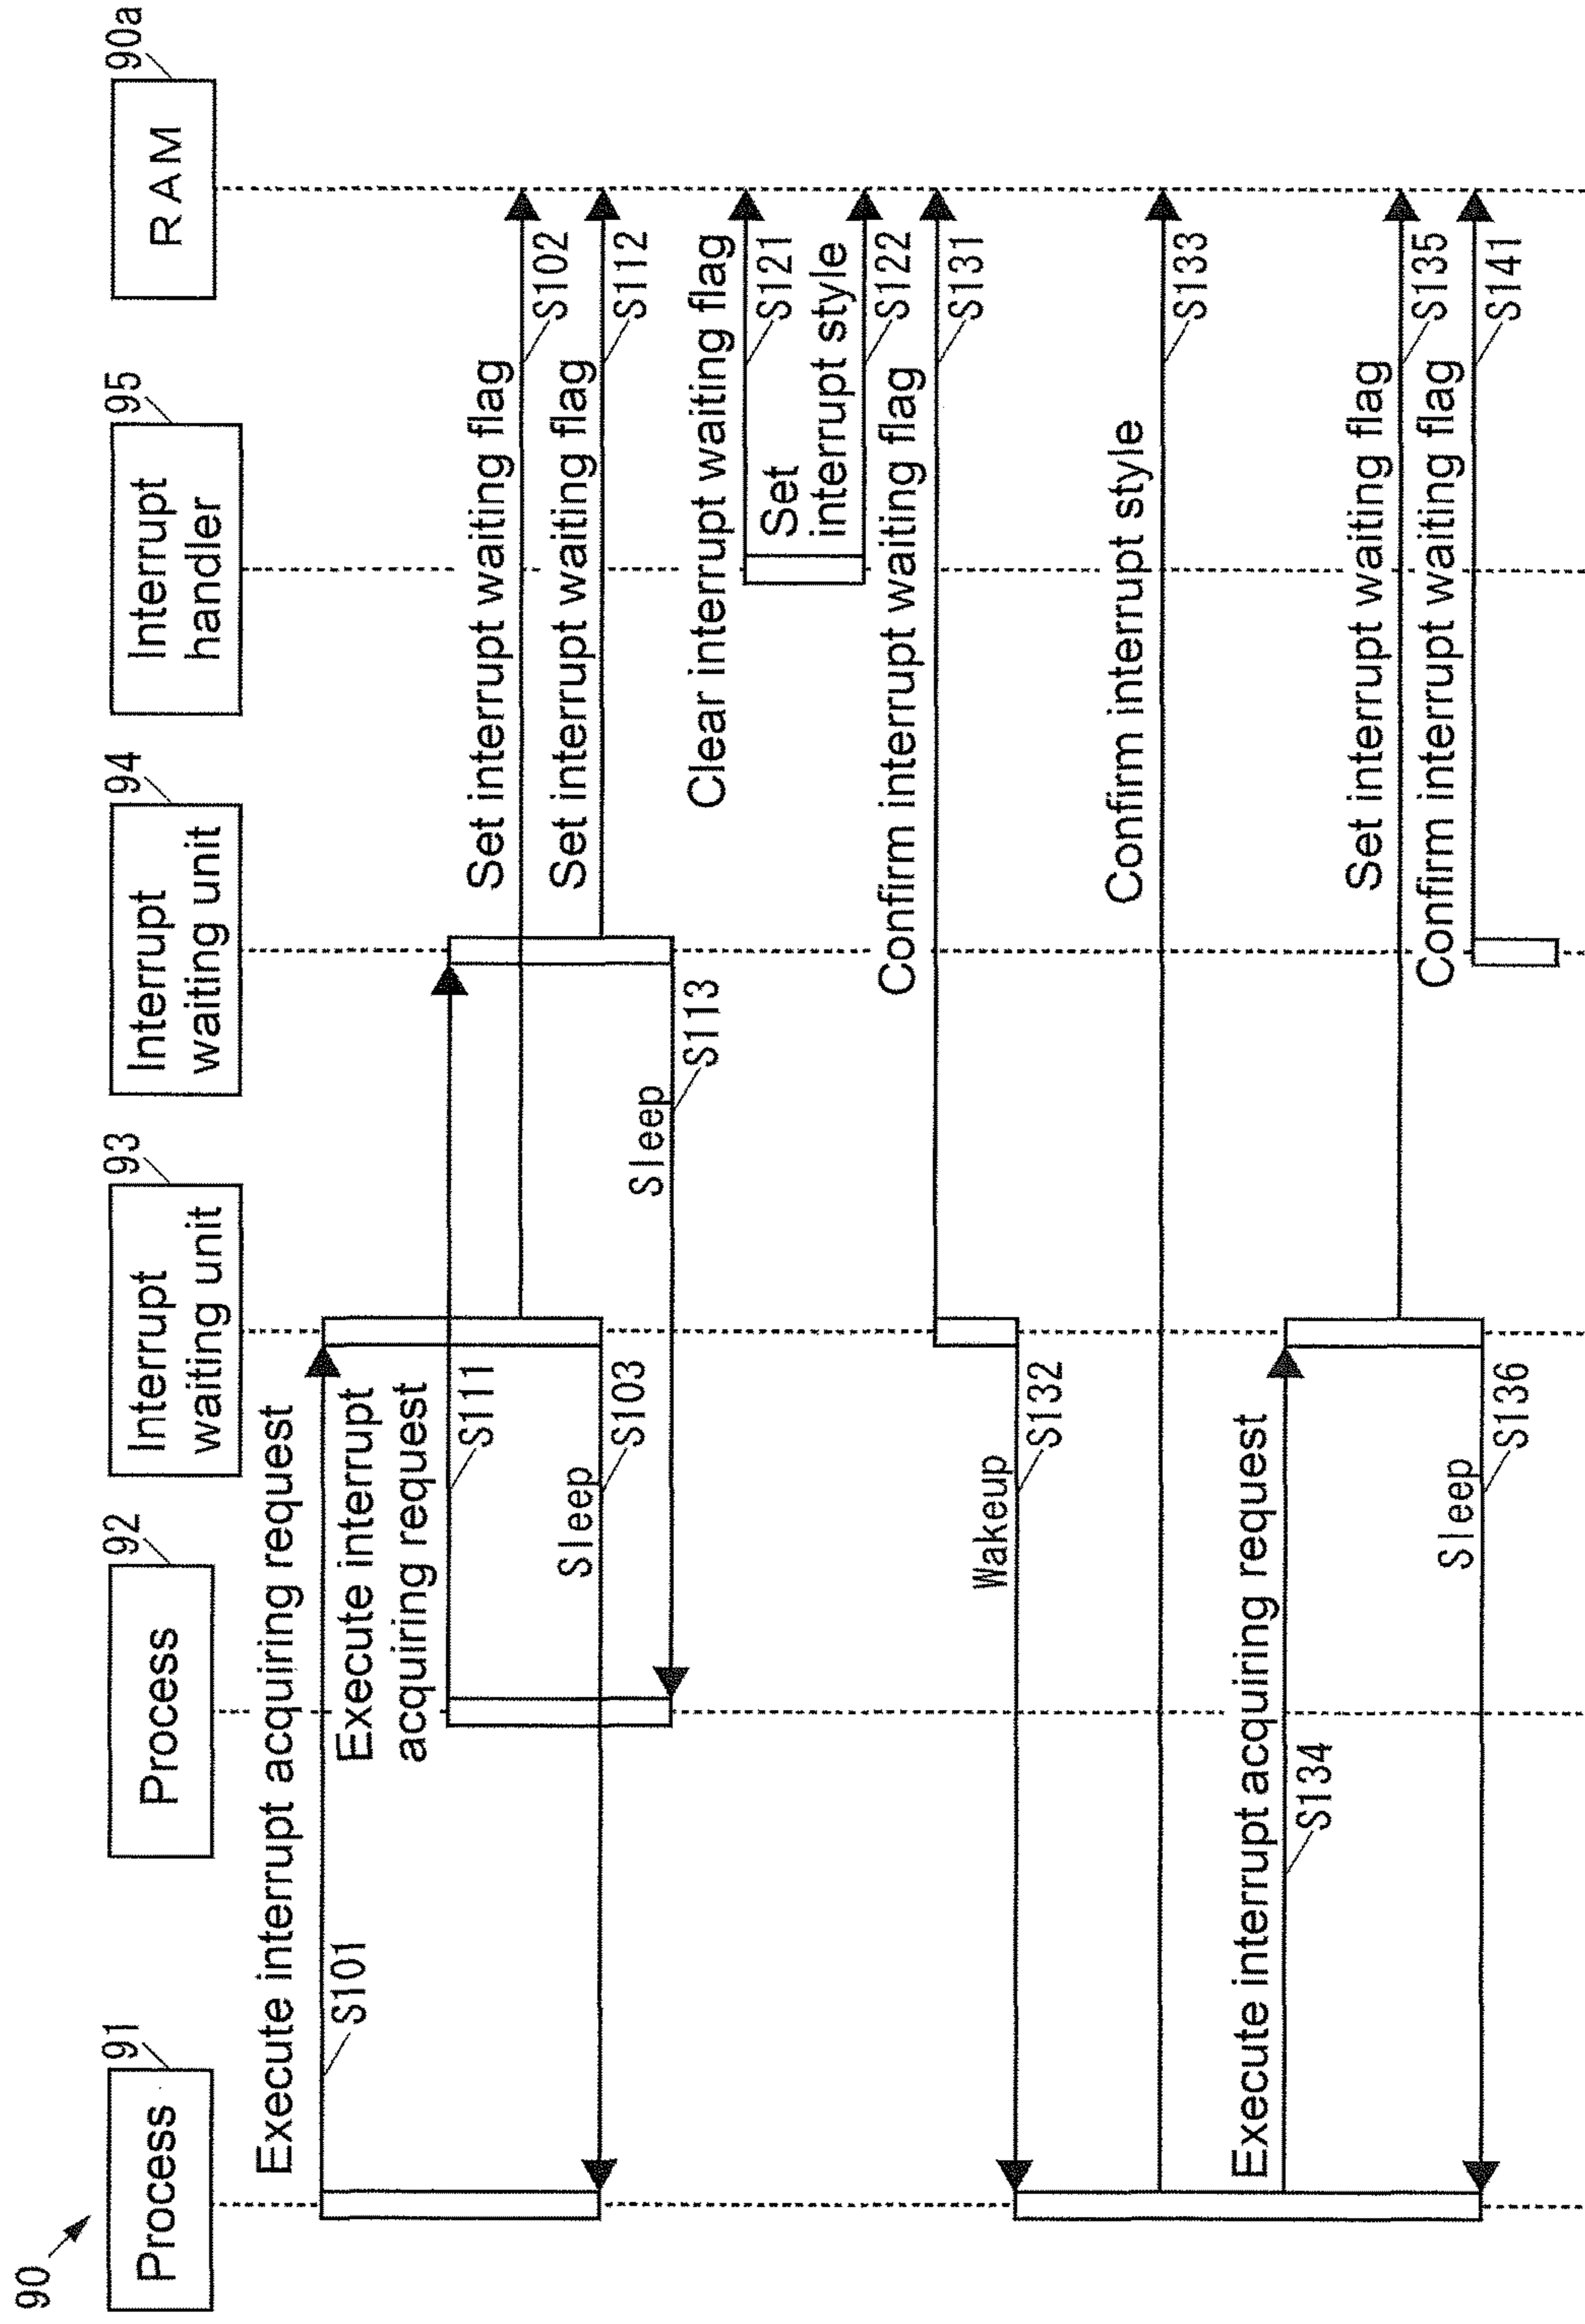 90
Process
91
Process
92
Interrupt
waiting unit
93
Interrupt
waiting unit
94
Interrupt
handler
95
RAM
90a
Execute interrupt acquiring request
S101
Execute interrupt
acquiring request
S111
Set interrupt waiting flag
S102
Set interrupt waiting flag
S112
Sleep
S103
Sleep
S113
Clear interrupt waiting flag
S121
Set
interrupt style
S122
Confirm interrupt waiting flag
S131
Wakeup
S132
Confirm interrupt style
S133
Execute interrupt acquiring request
S134
Set interrupt waiting flag
S135
Confirm interrupt waiting flag
S141
Sleep
S136